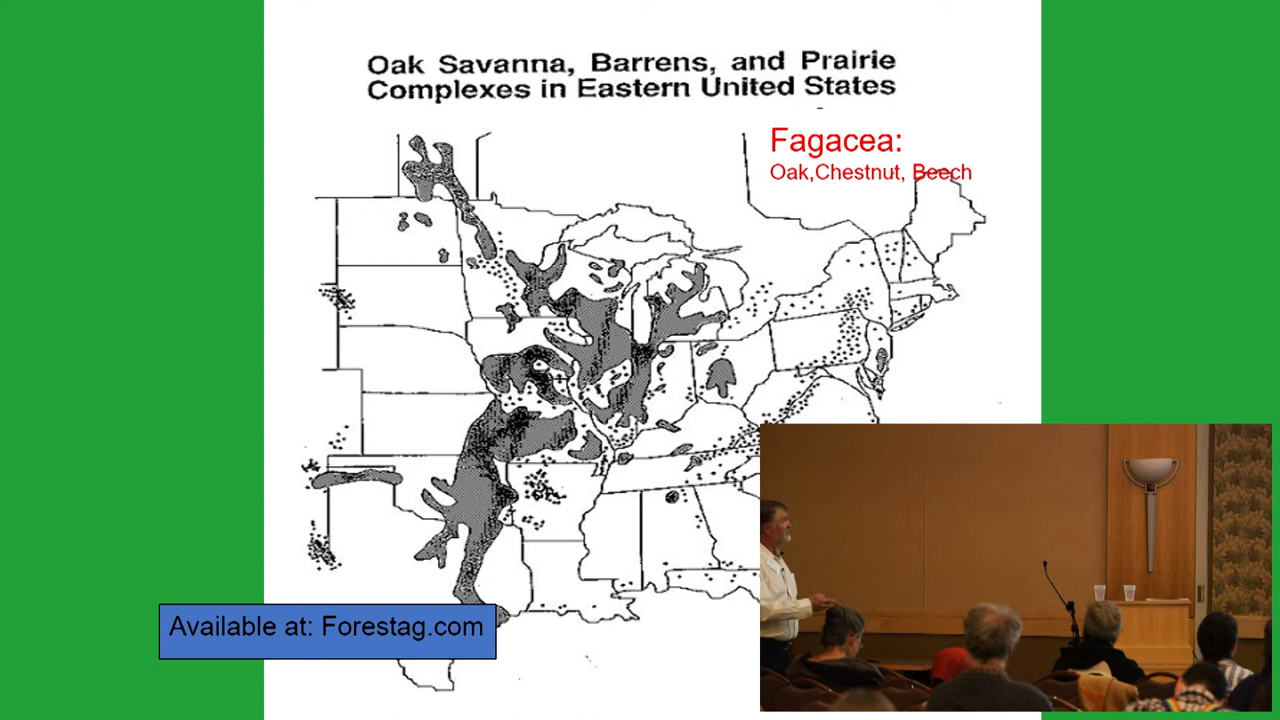 Oak Savanna, Barrens, and Prairie
Complexes in Eastern United States
Fagacea:
Oak,Chestnut, Beech
Available at: Forestag.com